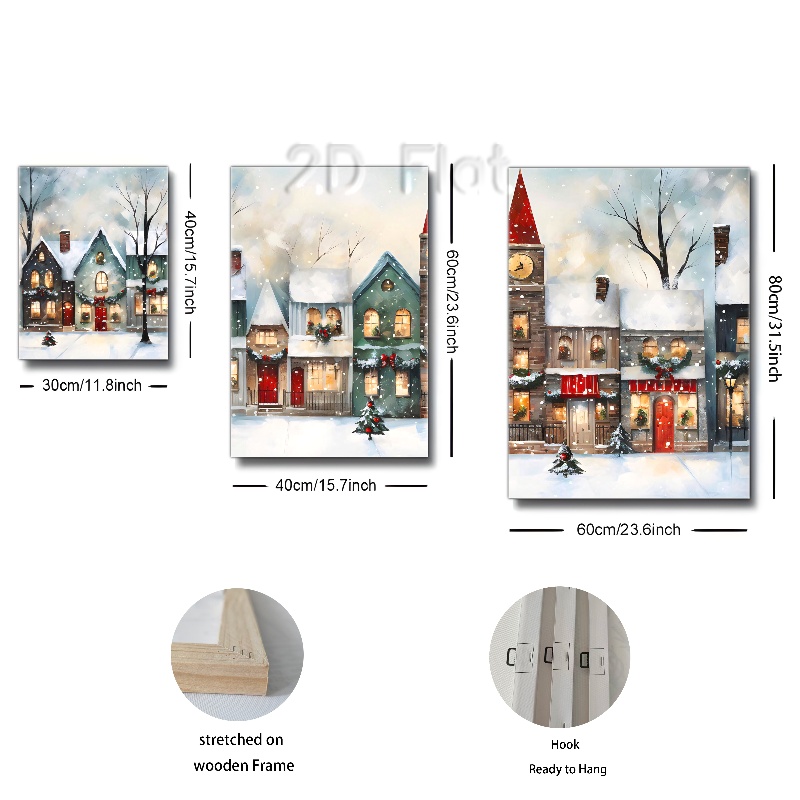 2D Flat
40cm/15.7inch
30cm/11.8inch
60cm/23.6inch
40cm/15.7inch
80cm/31.5inch
60cm/23.6inch
stretched on
wooden Frame
Hook
Ready to Hang